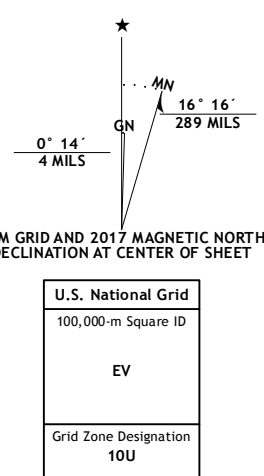 ★
MN
16° 16´
289 MILS
GN
0° 14´
4 MILS
M GRID AND 2017 MAGNETIC NORTH
ECLINATION AT CENTER OF SHEET
U.S. National Grid
100,000-m Square ID
EV
Grid Zone Designation
10U